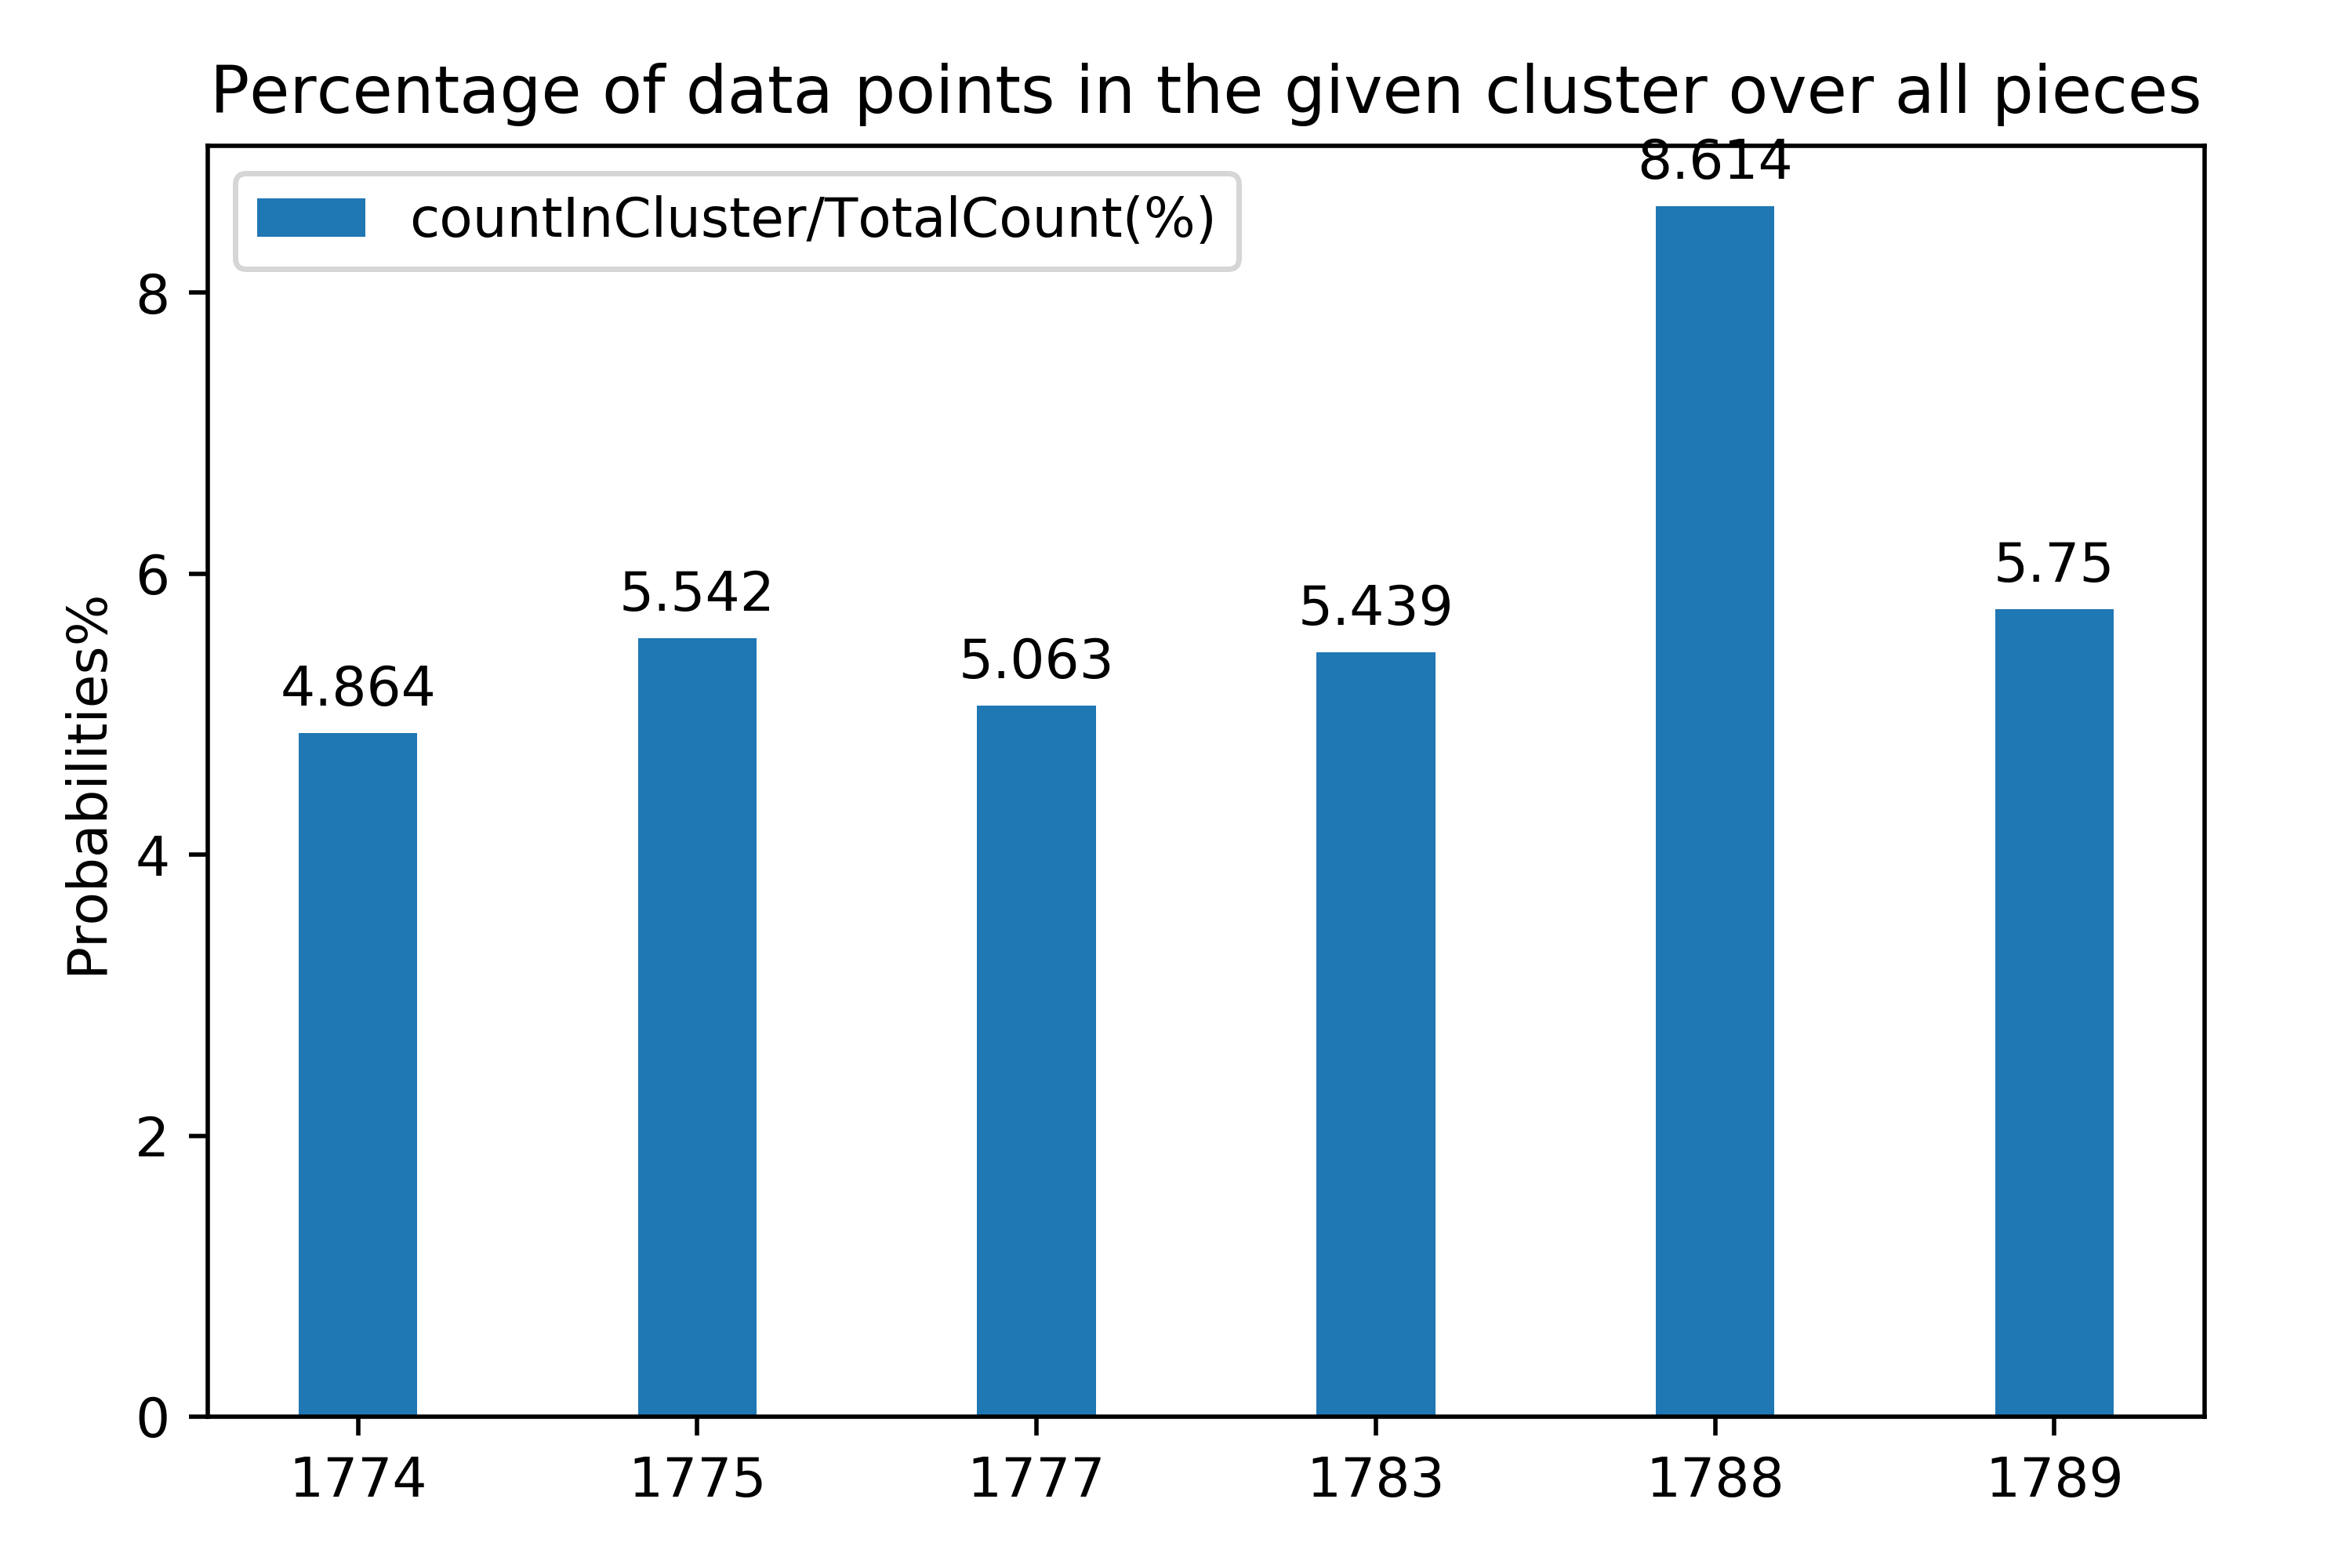 Percentage of data points in the given cluster over all pieces
8.614
countInCluster/TotalCount(%)
8
6
5.75
5.542
5.439
5.063
4.864
Probabilities%
4
2
0
1774 1775 1777 1783 1788 1789